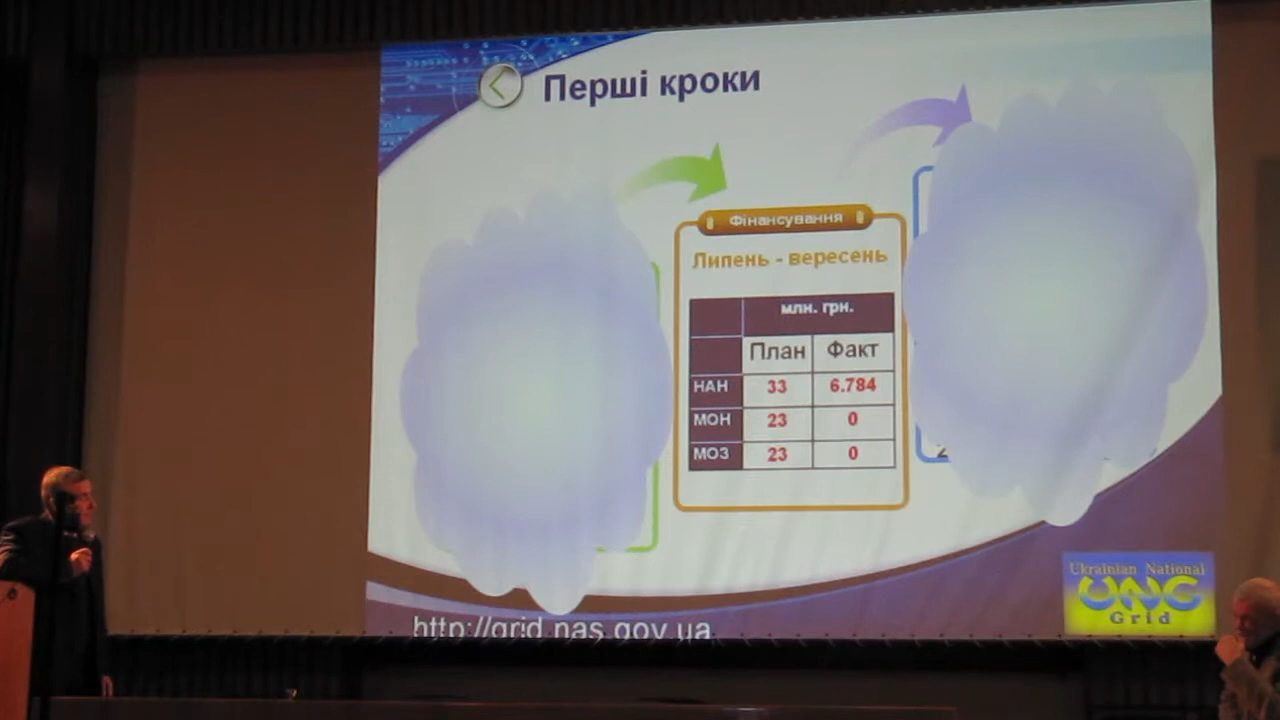 Перші кроки
Фінансування
Липень - вересень
млн. грн.
План Факт
НАН 33 6.784
МОН 23 0
МОЗ 23 0
2
Ukrainian National
UNG
Grid
http://grid.nas.gov.ua